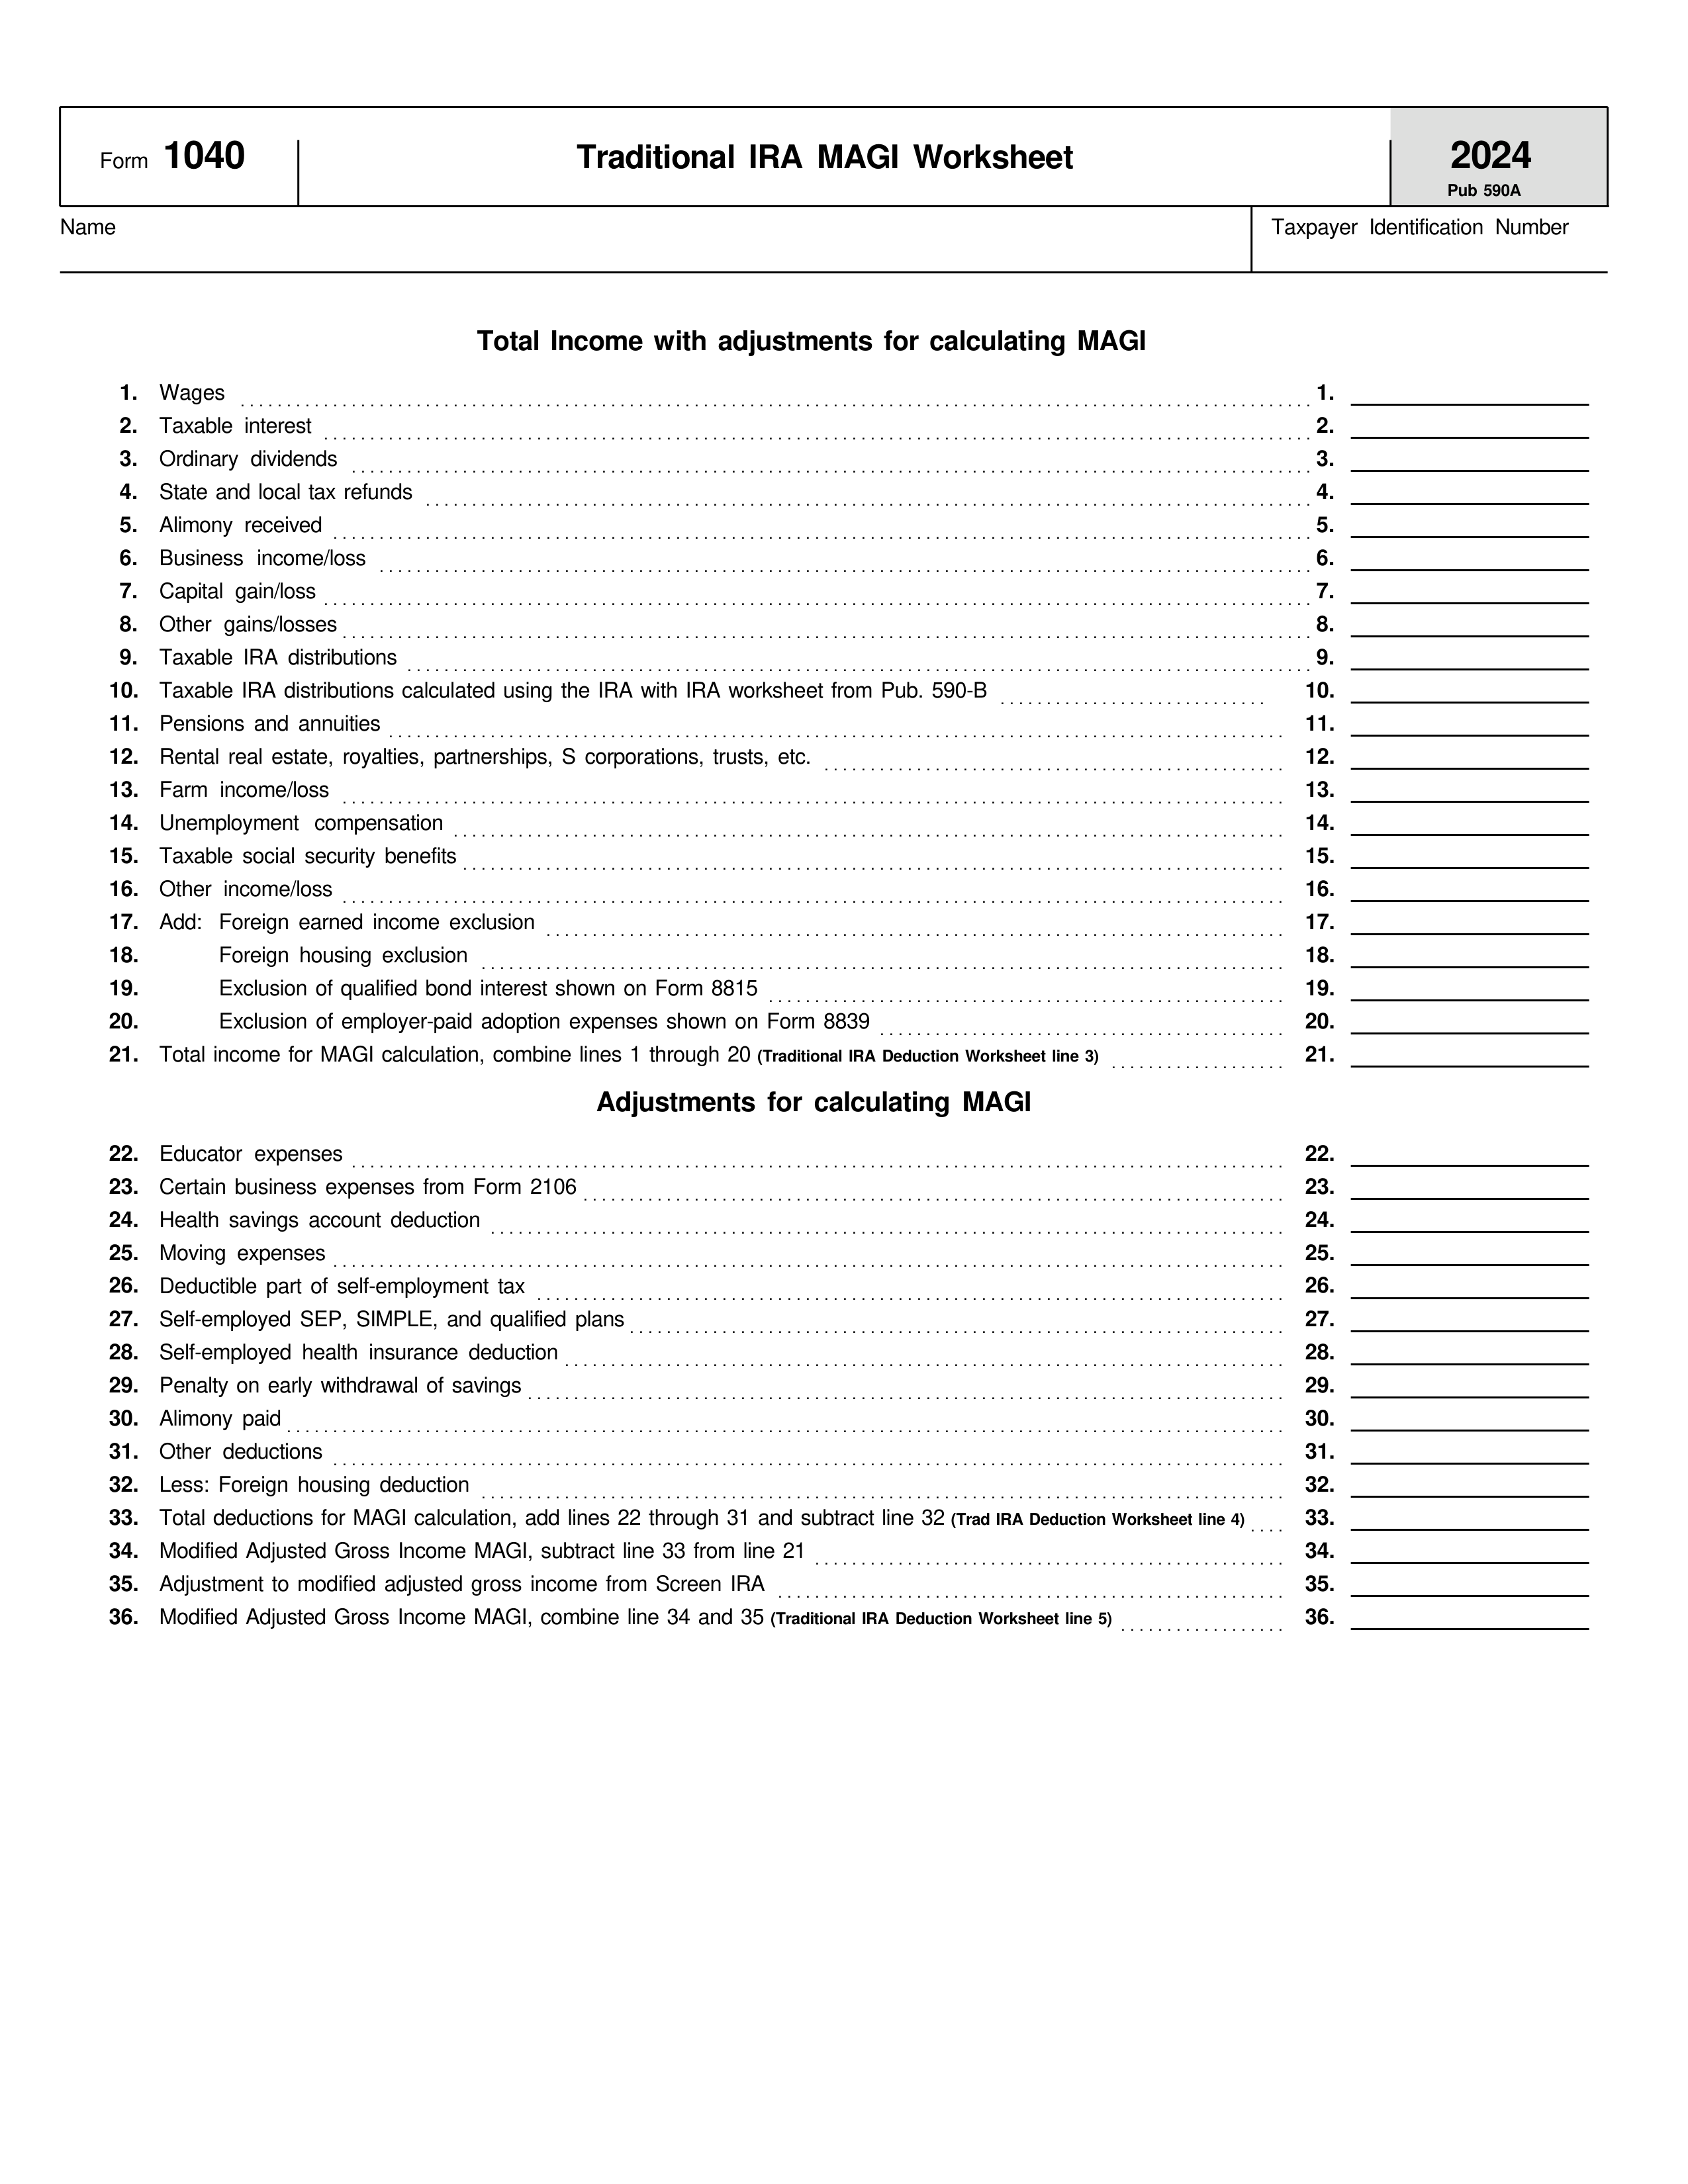 Form 1040
Traditional IRA MAGI Worksheet
2024
Pub 590A
Name
Taxpayer Identification Number
Total Income with adjustments for calculating MAGI
1. Wages 1.
2. Taxable interest 2.
3. Ordinary dividends 3.
4. State and local tax refunds 4.
5. Alimony received 5.
6. Business income/loss 6.
7. Capital gain/loss 7.
8. Other gains/losses 8.
9. Taxable IRA distributions 9.
10. Taxable IRA distributions calculated using the IRA with IRA worksheet from Pub. 590-B 10.
11. Pensions and annuities 11.
12. Rental real estate, royalties, partnerships, S corporations, trusts, etc. 12.
13. Farm income/loss 13.
14. Unemployment compensation 14.
15. Taxable social security benefits 15.
16. Other income/loss 16.
17. Add: Foreign earned income exclusion 17.
18. Foreign housing exclusion 18.
19. Exclusion of qualified bond interest shown on Form 8815 19.
20. Exclusion of employer-paid adoption expenses shown on Form 8839 20.
21. Total income for MAGI calculation, combine lines 1 through 20 (Traditional IRA Deduction Worksheet line 3) 21.
Adjustments for calculating MAGI
22. Educator expenses 22.
23. Certain business expenses from Form 2106 23.
24. Health savings account deduction 24.
25. Moving expenses 25.
26. Deductible part of self-employment tax 26.
27. Self-employed SEP, SIMPLE, and qualified plans 27.
28. Self-employed health insurance deduction 28.
29. Penalty on early withdrawal of savings 29.
30. Alimony paid 30.
31. Other deductions 31.
32. Less: Foreign housing deduction 32.
33. Total deductions for MAGI calculation, add lines 22 through 31 and subtract line 32 (Trad IRA Deduction Worksheet line 4) 33.
34. Modified Adjusted Gross Income MAGI, subtract line 33 from line 21 34.
35. Adjustment to modified adjusted gross income from Screen IRA 35.
36. Modified Adjusted Gross Income MAGI, combine line 34 and 35 (Traditional IRA Deduction Worksheet line 5) 36.